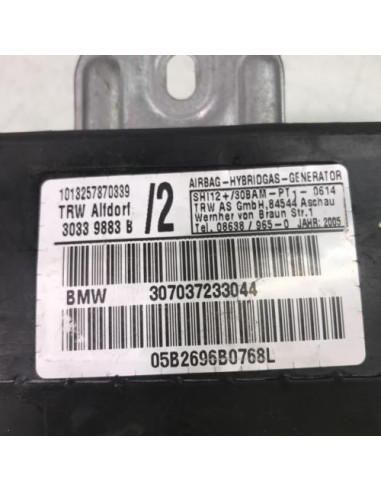 1013257870339
TRW Alfdorf
3033 9883 B
/2
AIRBAG-HYBRIDGAS-GENERATOR
SHI12+/30BAM-PT1-0614
TRW AS GmbH,84544 Aschau
Wernher von Braun Str.1
Tel. 08638 / 965-0 JAHR: 2005
BMW 307037233044
05B2696B0768L